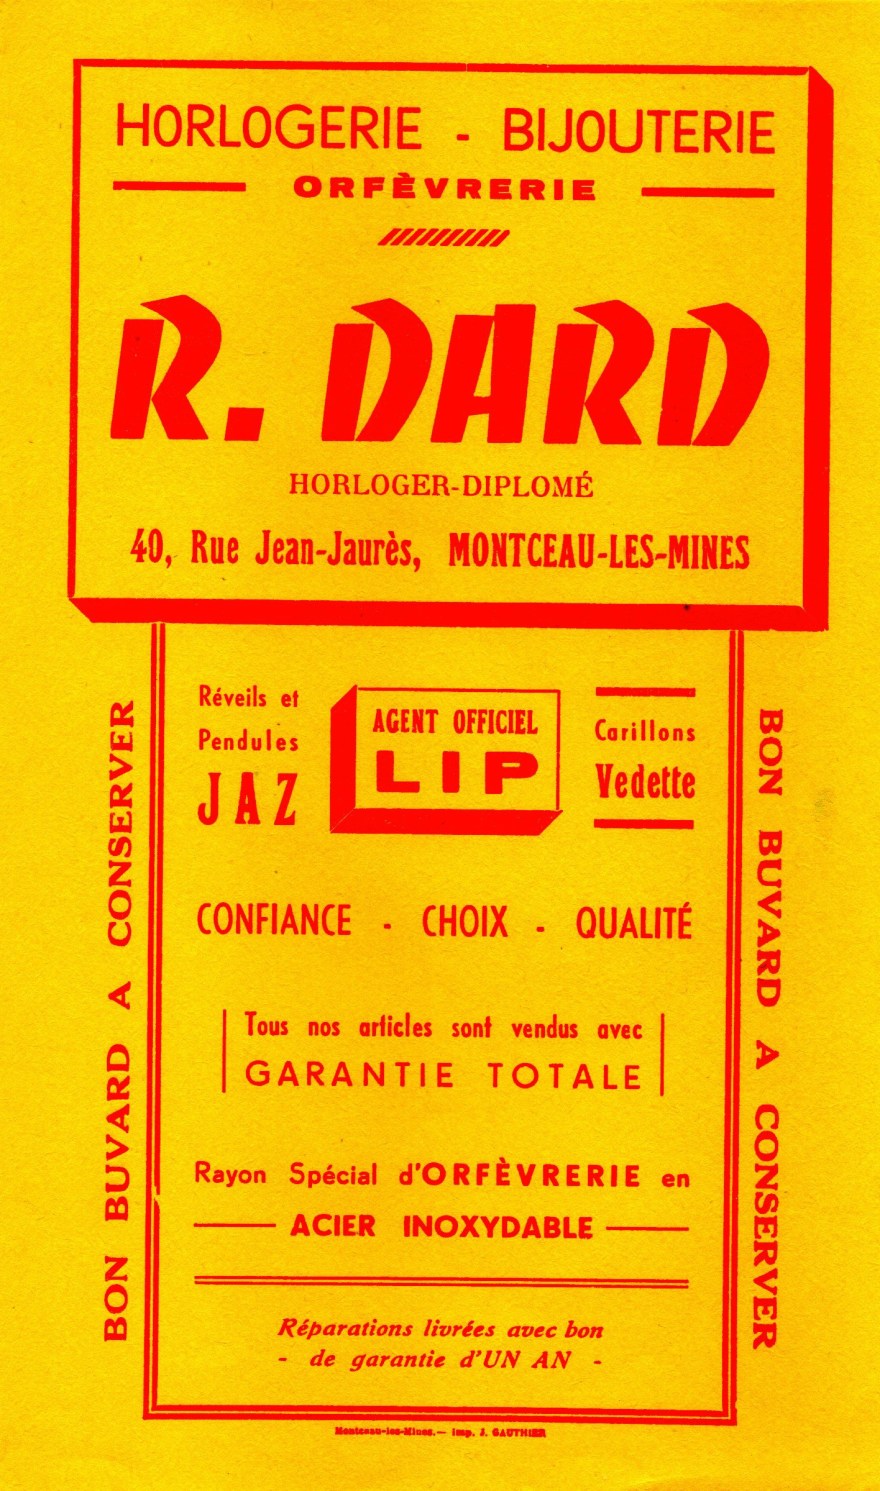 HORLOGERIE - BIJOUTERIE
ORFÈVRERIE
R. DARD
HORLOGER-DIPLOMÉ
40, Rue Jean-Jaurès, MONTCEAU-LES-MINES
Réveils et
Pendules
JAZ
AGENT OFFICIEL
LIP
Carillons
Vedette
CONFIANCE - CHOIX - QUALITÉ
Tous nos articles sont vendus avec
GARANTIE TOTALE
Rayon Spécial d'ORFÈVRERIE en
ACIER INOXYDABLE
Réparations livrées avec bon
- de garantie d'UN AN -
BON BUVARD A CONSERVER
BON BUVARD A CONSERVER
Montceau-les-Mines.— Imp. J. GAUTHIER